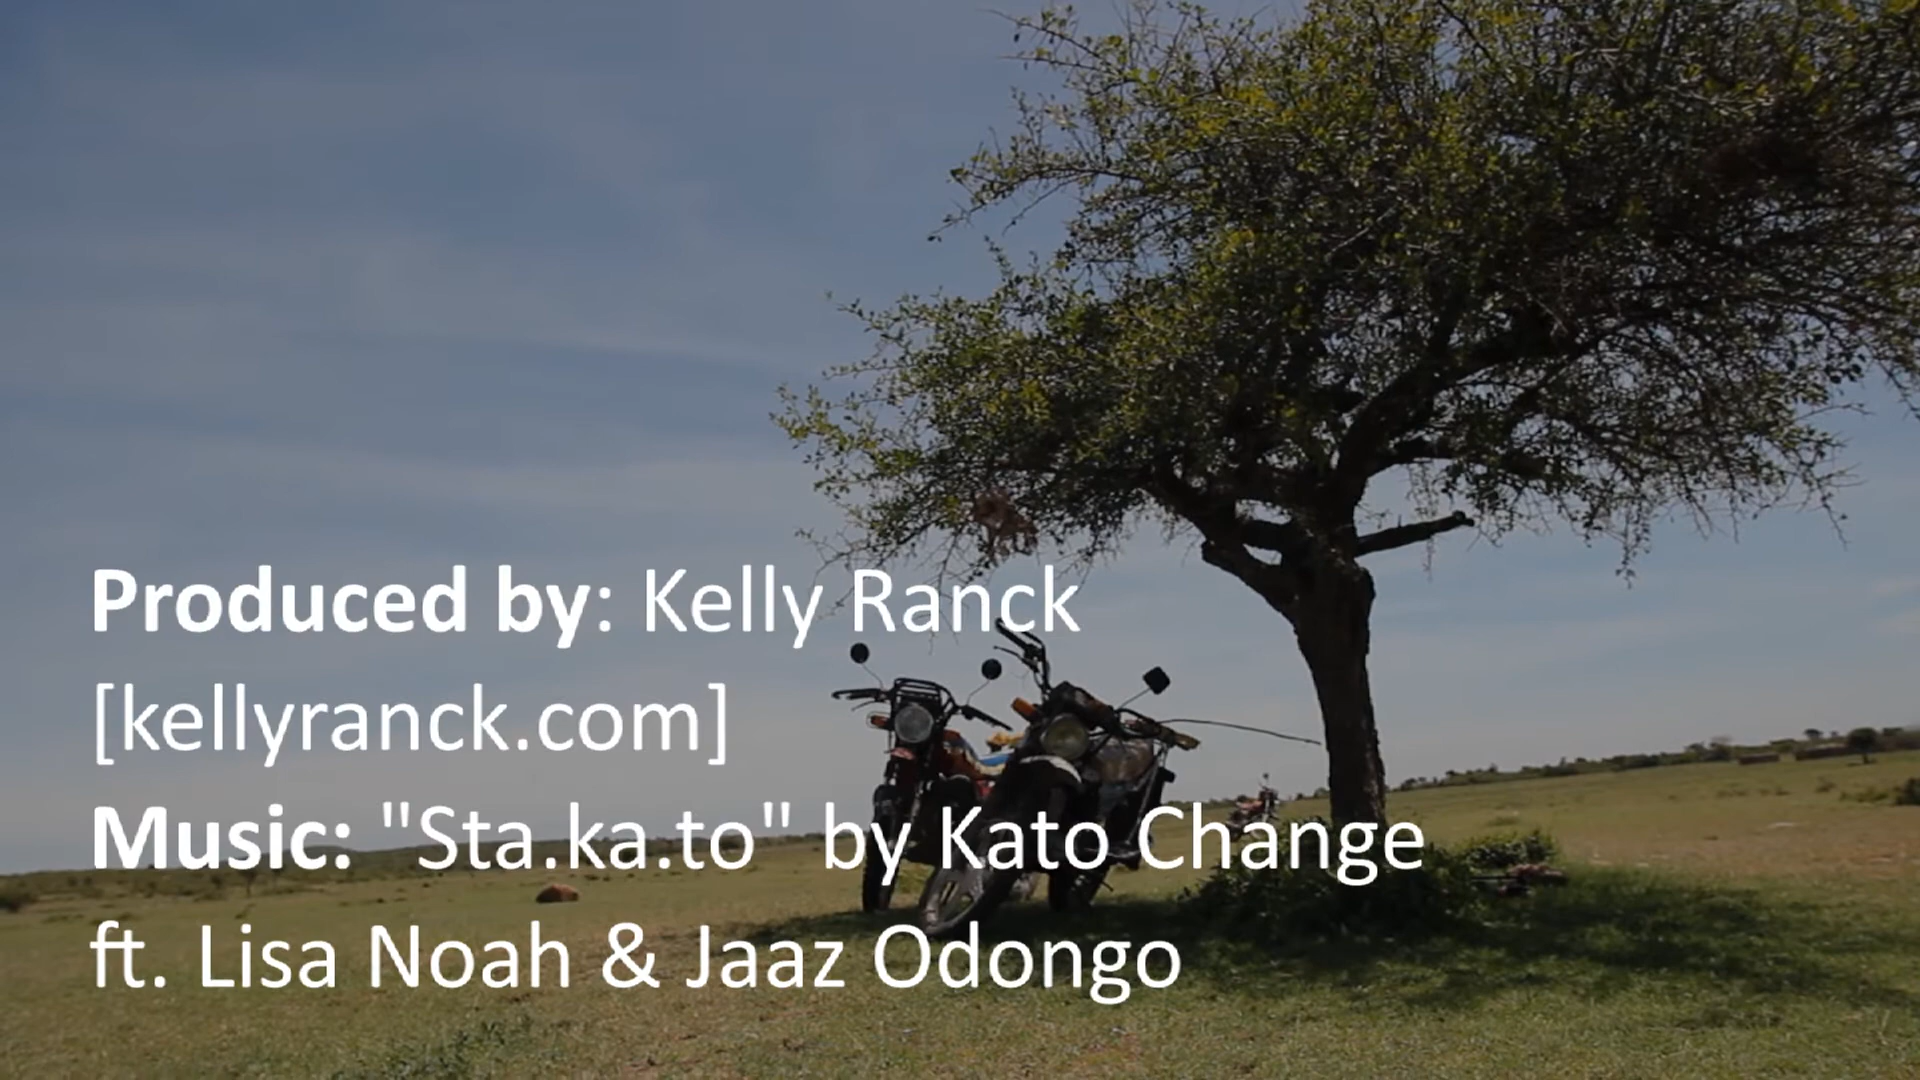 Produced by: Kelly Ranck
[kellyranck.com]
Music: "Sta.ka.to" by Kato Change
ft. Lisa Noah & Jaaz Odongo